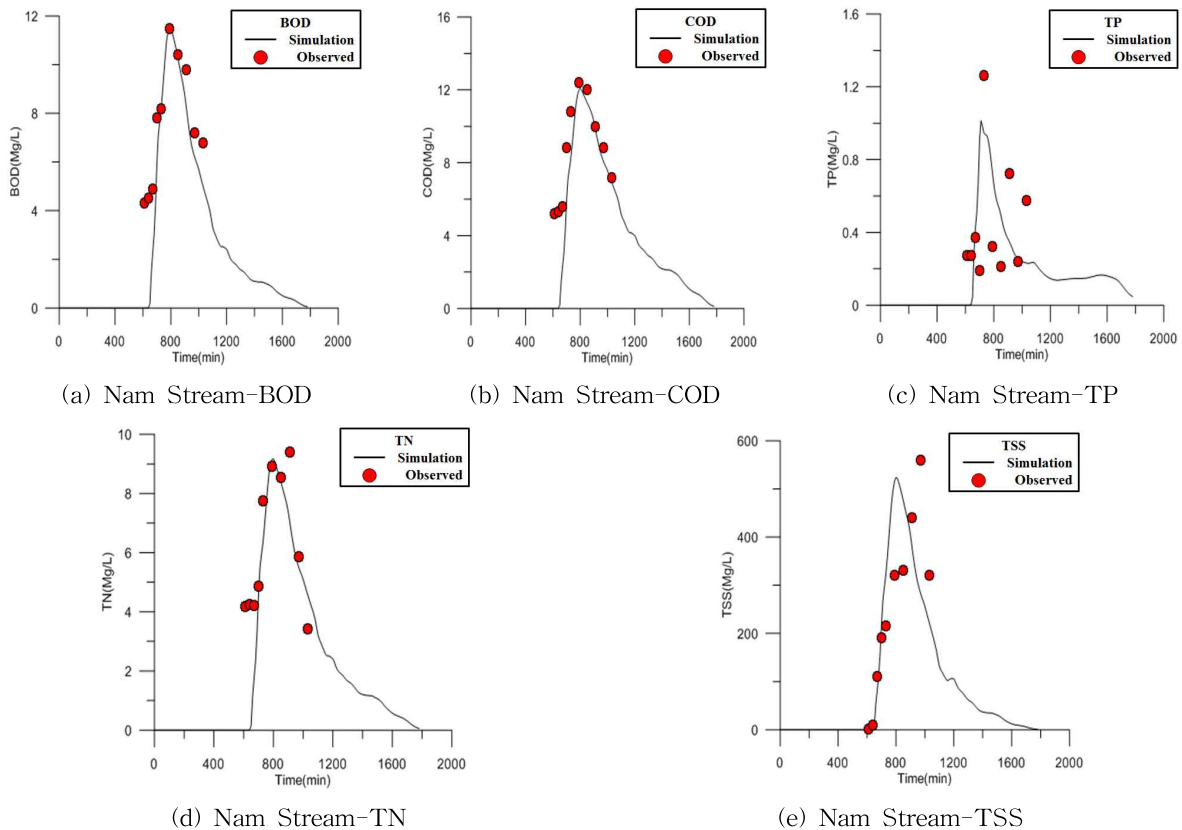 BOD
Simulation
Observed
12
8
4
0
BOD(Mg/L)
0 400 800 1200 1600 2000
Time(min)
(a) Nam Stream-BOD
COD
Simulation
Observed
16
12
8
4
0
COD(Mg/L)
0 400 800 1200 1600 2000
Time(min)
(b) Nam Stream-COD
TP
Simulation
Observed
1.6
1.2
0.8
0.4
0
TP(Mg/L)
0 400 800 1200 1600 2000
Time(min)
(c) Nam Stream-TP
TN
Simulation
Observed
10
8
6
4
2
0
TN(Mg/L)
0 400 800 1200 1600 2000
Time(min)
(d) Nam Stream-TN
TSS
Simulation
Observed
600
400
200
0
TSS(Mg/L)
0 400 800 1200 1600 2000
Time(min)
(e) Nam Stream-TSS